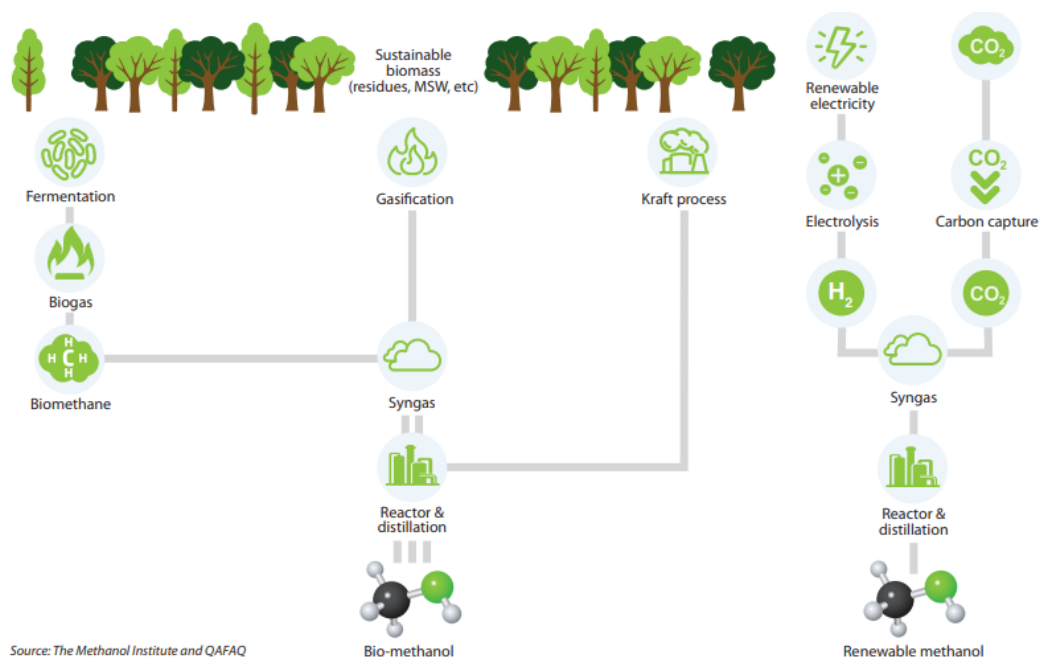 Sustainable
biomass
(residues, MSW, etc)
Renewable
electricity
CO₂
Fermentation
Gasification
Kraft process
Electrolysis
CO₂
Carbon capture
Biogas
H₂
CO₂
H
H C H
H
Biomethane
Syngas
Syngas
Reactor &
distillation
Reactor &
distillation
Bio-methanol
Renewable methanol
Source: The Methanol Institute and QAFAQ